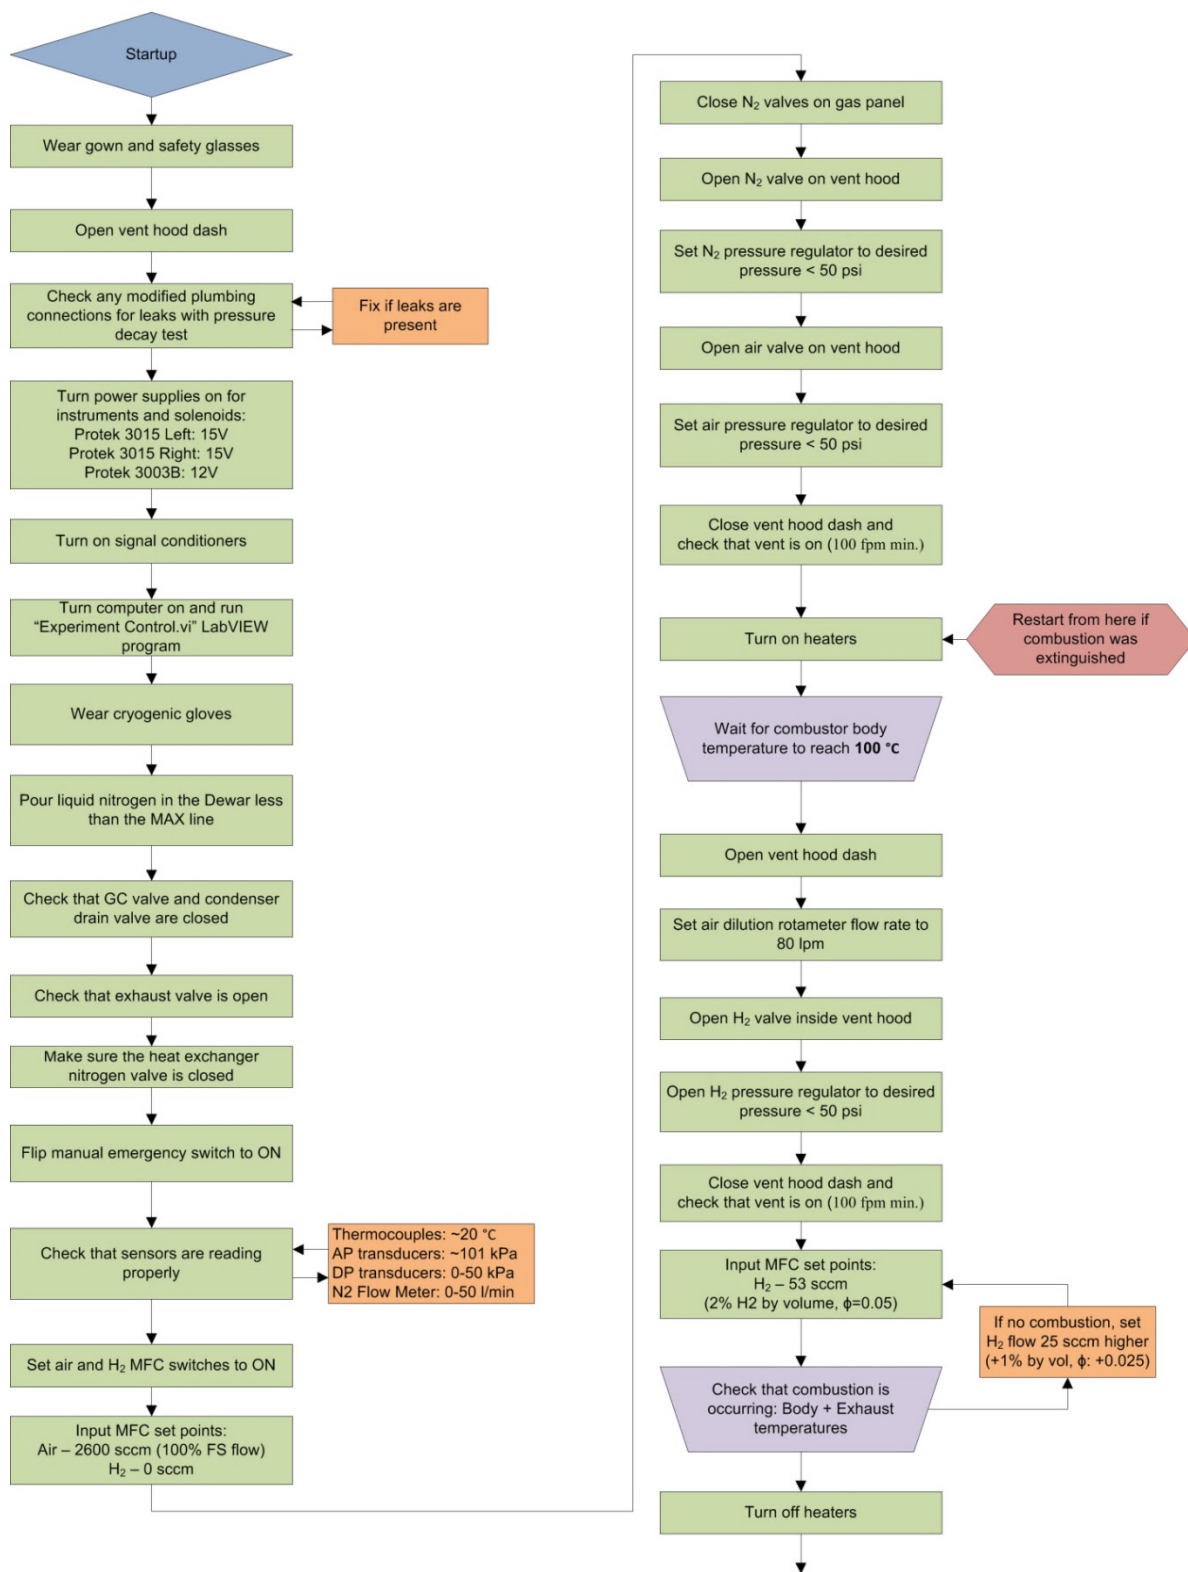 Startup
Wear gown and safety glasses
Open vent hood dash
Check any modified plumbing
connections for leaks with pressure
decay test
Fix if leaks are
present
Turn power supplies on for
instruments and solenoids:
Protek 3015 Left: 15V
Protek 3015 Right: 15V
Protek 3003B: 12V
Turn on signal conditioners
Turn computer on and run
“Experiment Control.vi” LabVIEW
program
Wear cryogenic gloves
Pour liquid nitrogen in the Dewar less
than the MAX line
Check that GC valve and condenser
drain valve are closed
Check that exhaust valve is open
Make sure the heat exchanger
nitrogen valve is closed
Flip manual emergency switch to ON
Check that sensors are reading
properly
Thermocouples: ~20 °C
AP transducers: ~101 kPa
DP transducers: 0-50 kPa
N2 Flow Meter: 0-50 l/min
Set air and H₂ MFC switches to ON
Input MFC set points:
Air – 2600 sccm (100% FS flow)
H₂ – 0 sccm
Close N₂ valves on gas panel
Open N₂ valve on vent hood
Set N₂ pressure regulator to desired
pressure < 50 psi
Open air valve on vent hood
Set air pressure regulator to desired
pressure < 50 psi
Close vent hood dash and
check that vent is on (100 fpm min.)
Turn on heaters
Restart from here if
combustion was
extinguished
Wait for combustor body
temperature to reach 100 °C
Open vent hood dash
Set air dilution rotameter flow rate to
80 lpm
Open H₂ valve inside vent hood
Open H₂ pressure regulator to desired
pressure < 50 psi
Close vent hood dash and
check that vent is on (100 fpm min.)
Input MFC set points:
H₂ – 53 sccm
(2% H2 by volume, ϕ=0.05)
If no combustion, set
H₂ flow 25 sccm higher
(+1% by vol, ϕ: +0.025)
Check that combustion is
occurring: Body + Exhaust
temperatures
Turn off heaters